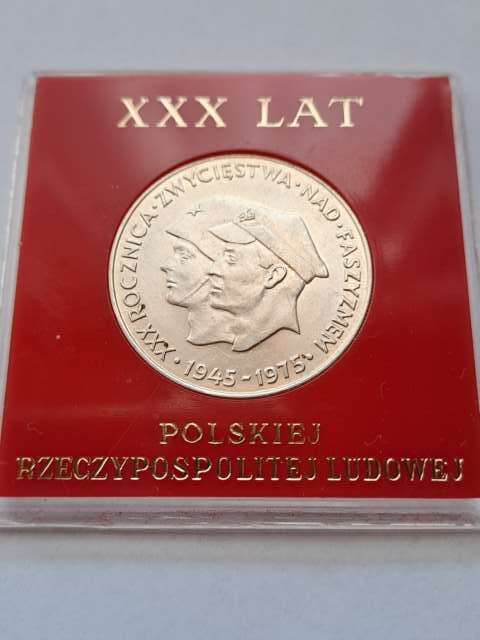 XXX LAT
XXX ROCZNICA · ZWYCIĘSTWA · NAD · FASZYZMEM
· 1945-1975 ·
POLSKIEJ
RZECZYPOSPOLITEJ LUDOWEJ